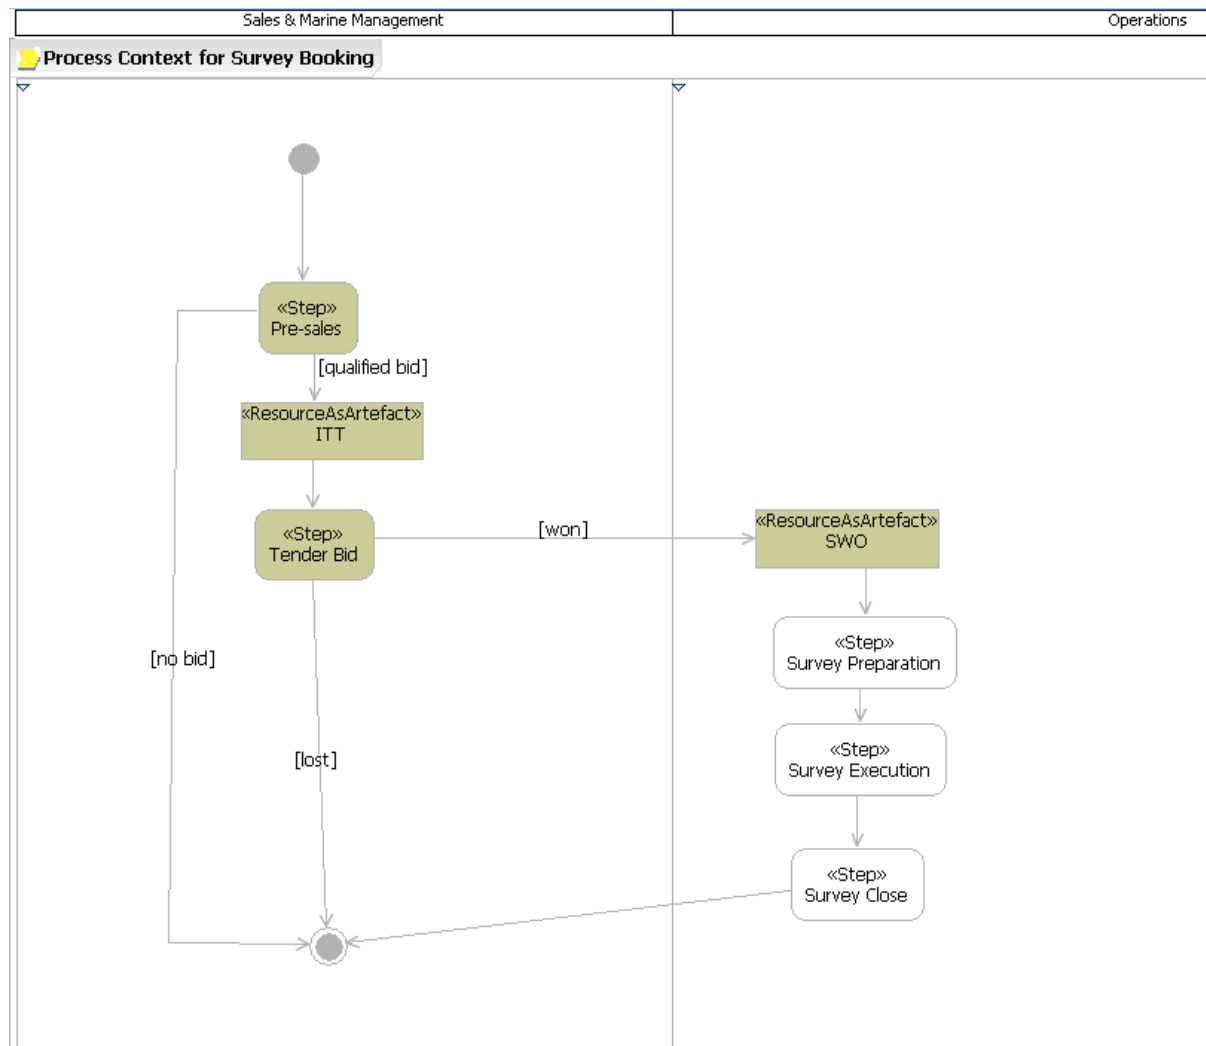 Sales & Marine Management
Operations
Process Context for Survey Booking
«Step»
Pre-sales
[qualified bid]
«ResourceAsArtefact»
ITT
«Step»
Tender Bid
[won]
«ResourceAsArtefact»
SWO
«Step»
Survey Preparation
[no bid]
«Step»
Survey Execution
[lost]
«Step»
Survey Close